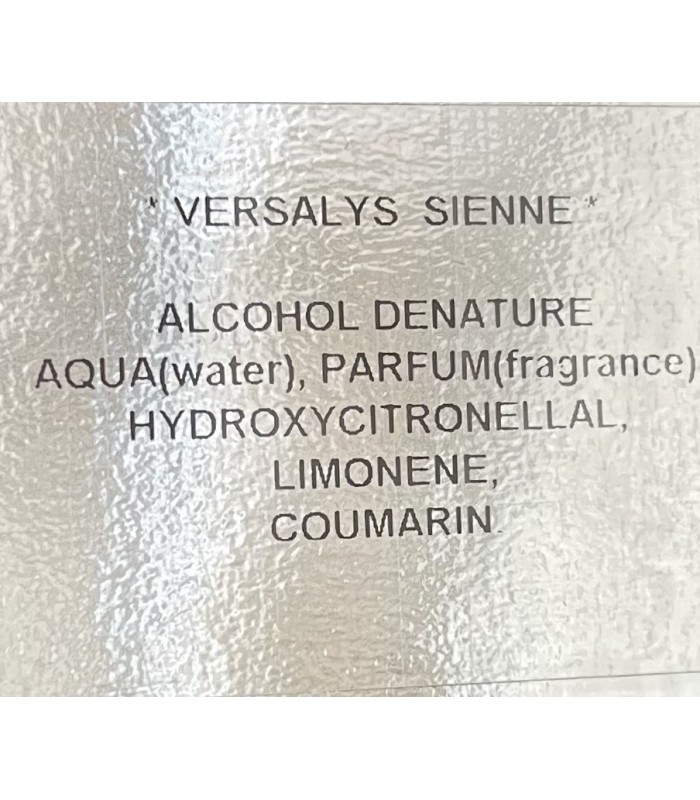 * VERSALYS SIENNE *
ALCOHOL DENATURE
AQUA(water), PARFUM(fragrance)
HYDROXYCITRONELLAL,
LIMONENE,
COUMARIN.